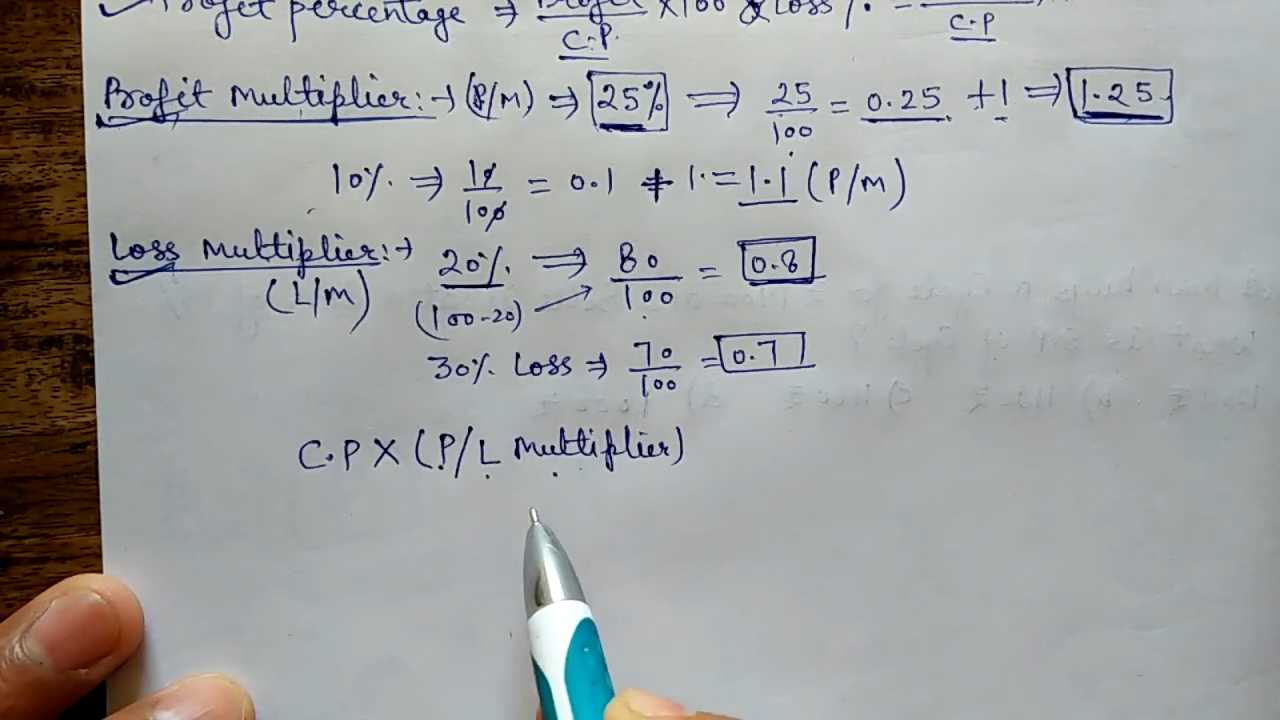 Profit percentage ⇒ Profit/C.P. ×100 & Loss %. = /C.P
Profit Multiplier:→ (P/M) ⇒ 25% ⇒ 25/100 = 0.25 +1 ⇒ 1.25
10%. ⇒ 10/100 = 0.1 + 1. = 1.1 (P/M)
Loss Multiplier:→ 20%. ⇒ 80/100 = 0.8
(L/M) (100-20)
30%. Loss ⇒ 70/100 = 0.7
C.P X (P/L Multiplier)